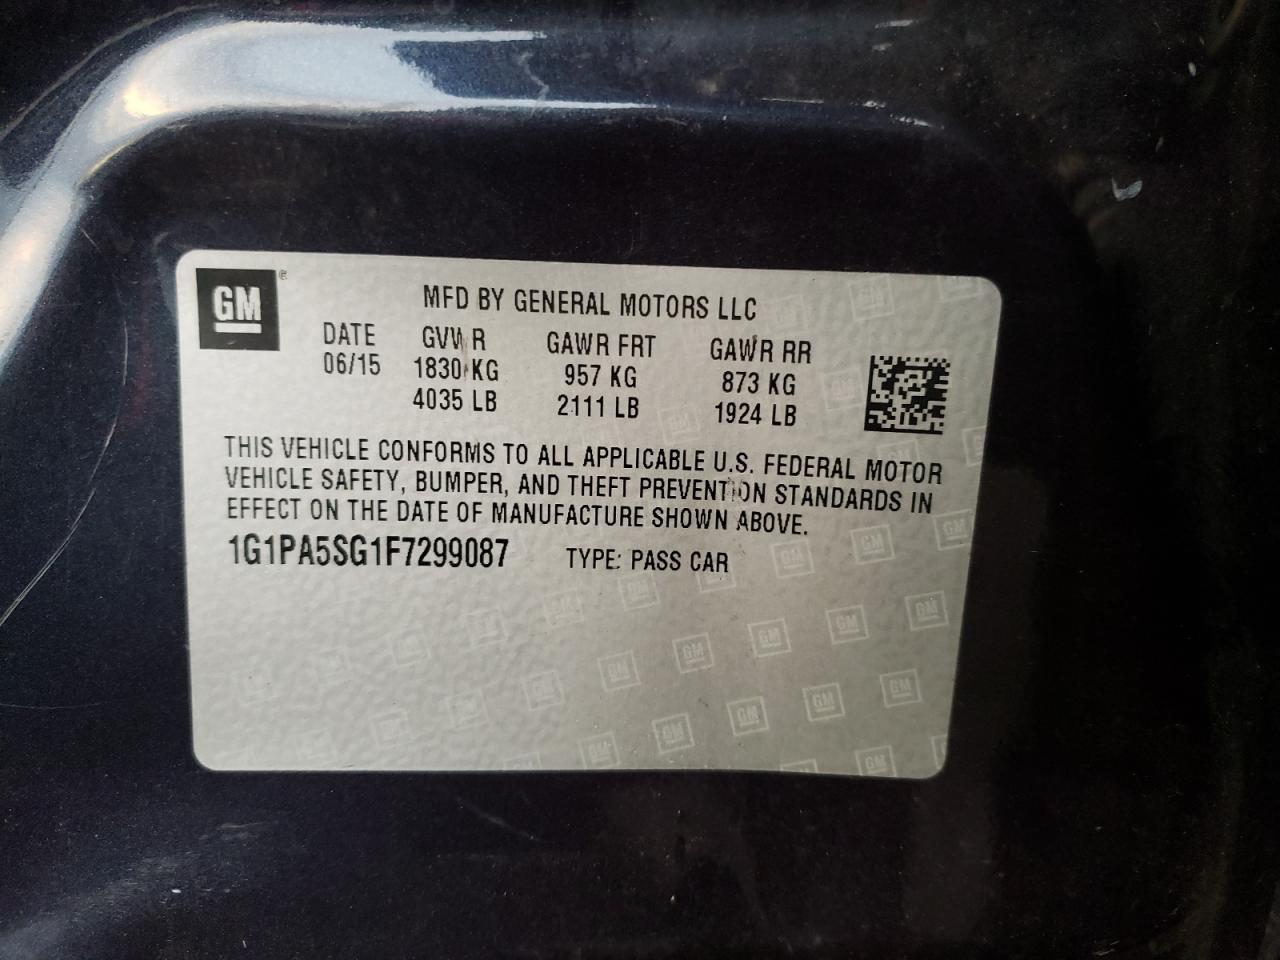 GM®
MFD BY GENERAL MOTORS LLC
DATE GVWR GAWR FRT GAWR RR
06/15 1830 KG 957 KG 873 KG
4035 LB 2111 LB 1924 LB
THIS VEHICLE CONFORMS TO ALL APPLICABLE U.S. FEDERAL MOTOR
VEHICLE SAFETY, BUMPER, AND THEFT PREVENTION STANDARDS IN
EFFECT ON THE DATE OF MANUFACTURE SHOWN ABOVE.
1G1PA5SG1F7299087 TYPE: PASS CAR